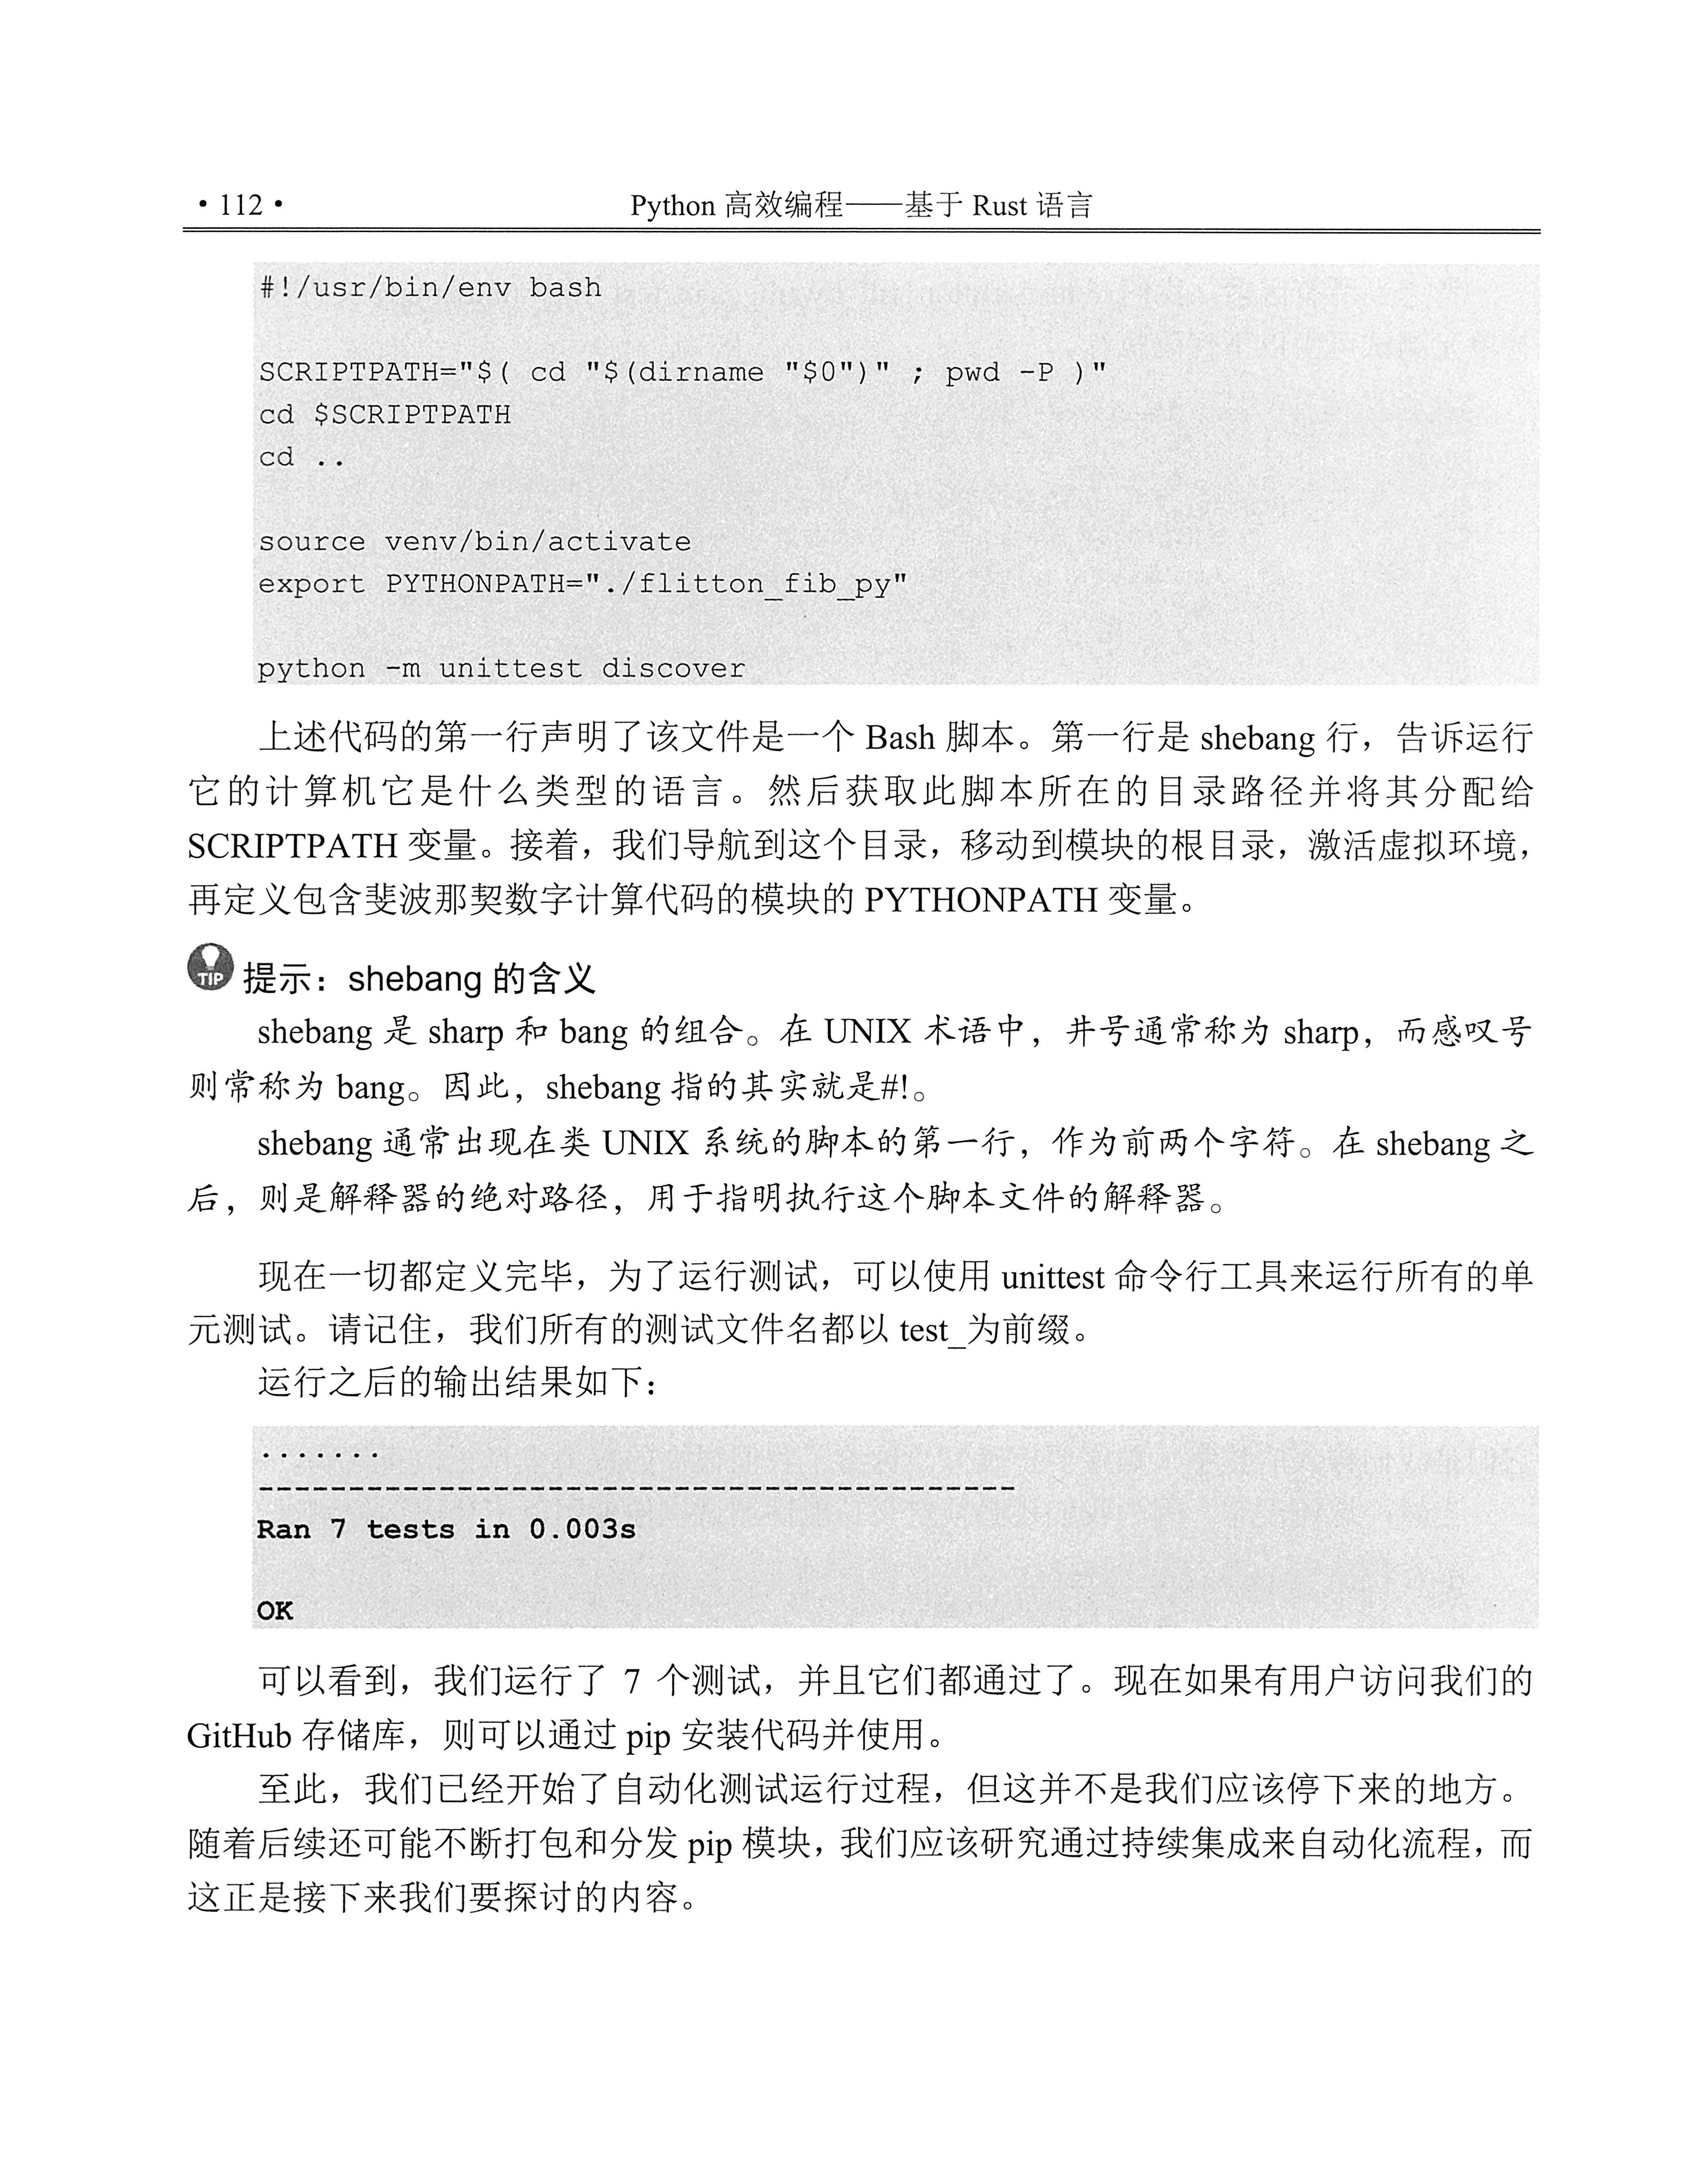 • 112 •
Python 高效编程——基于 Rust 语言
#!/usr/bin/env bash
SCRIPTPATH="$( cd "$(dirname "$0")" ; pwd -P )"
cd $SCRIPTPATH
cd ..
source venv/bin/activate
export PYTHONPATH="./flitton_fib_py"
python -m unittest discover
上述代码的第一行声明了该文件是一个 Bash 脚本。第一行是 shebang 行，告诉运行
它的计算机它是什么类型的语言。然后获取此脚本所在的目录路径并将其分配给
SCRIPTPATH 变量。接着，我们导航到这个目录，移动到模块的根目录，激活虚拟环境，
再定义包含斐波那契数字计算代码的模块的 PYTHONPATH 变量。
TIP 提示：shebang 的含义
shebang 是 sharp 和 bang 的组合。在 UNIX 术语中，井号通常称为 sharp，而感叹号
则常称为 bang。因此，shebang 指的其实就是#!。
shebang 通常出现在类 UNIX 系统的脚本的第一行，作为前两个字符。在 shebang 之
后，则是解释器的绝对路径，用于指明执行这个脚本文件的解释器。
现在一切都定义完毕，为了运行测试，可以使用 unittest 命令行工具来运行所有的单
元测试。请记住，我们所有的测试文件名都以 test_为前缀。
运行之后的输出结果如下：
.......
------------------------------------------
Ran 7 tests in 0.003s
OK
可以看到，我们运行了 7 个测试，并且它们都通过了。现在如果有用户访问我们的
GitHub 存储库，则可以通过 pip 安装代码并使用。
至此，我们已经开始了自动化测试运行过程，但这并不是我们应该停下来的地方。
随着后续还可能不断打包和分发 pip 模块，我们应该研究通过持续集成来自动化流程，而
这正是接下来我们要探讨的内容。